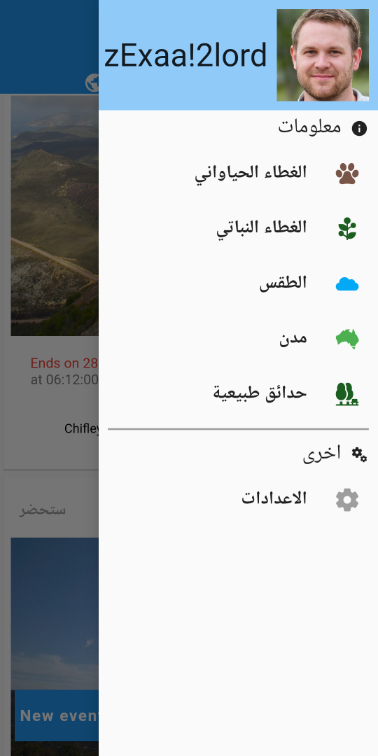 zExaa!2lord
معلومات
الغطاء الحياواني
الغطاء النباتي
الطقس
مدن
حدائق طبيعية
اخرى
الاعدادات
Ends on 28
at 06:12:00
Chifley
ستحضر
New even